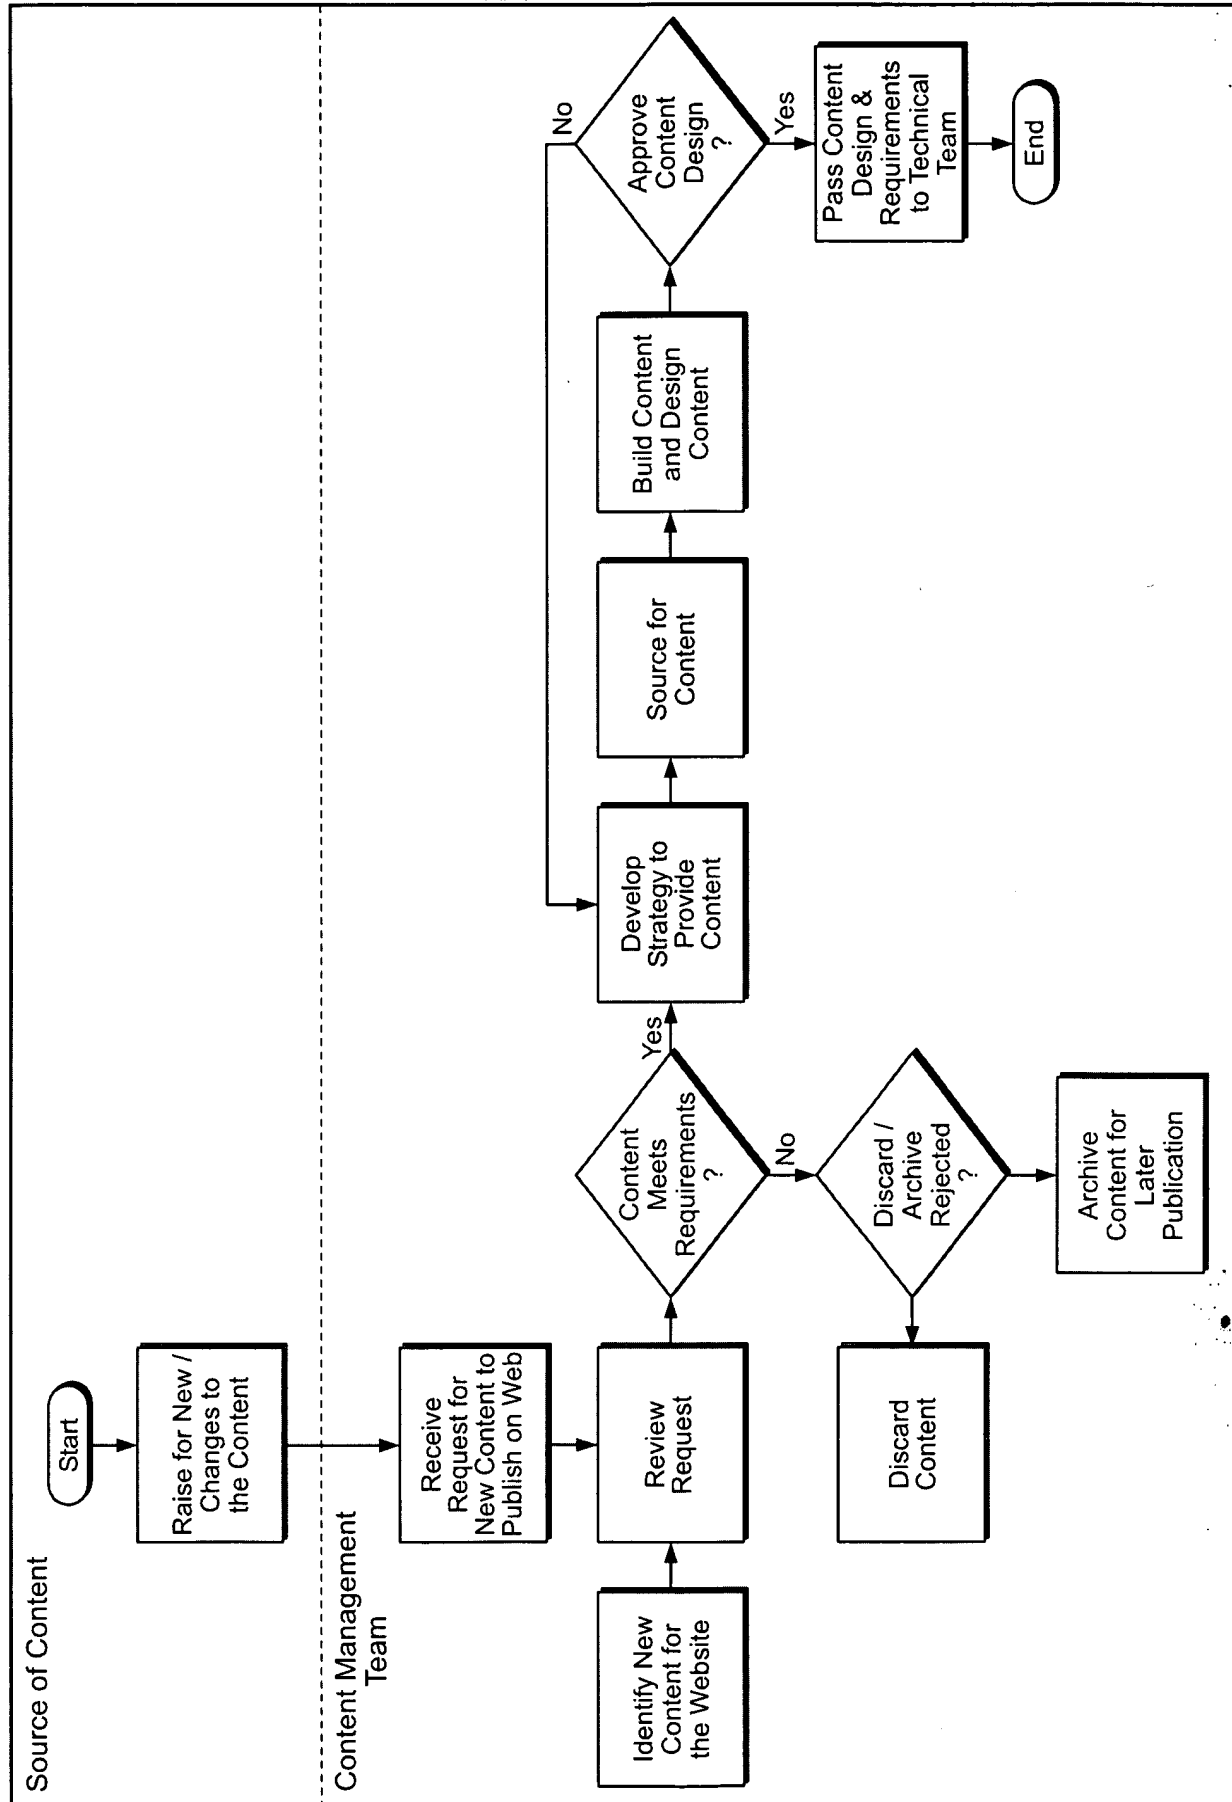 Source of Content
Start
Raise for New /
Changes to
the Content
Content Management
Team
Receive
Request for
New Content to
Publish on Web
Identify New
Content for
the Website
Review
Request
Content
Meets
Requirements
?
Yes
No
Develop
Strategy to
Provide
Content
Source for
Content
Build Content
and Design
Content
Approve
Content
Design
?
No
Yes
Pass Content
Design &
Requirements
to Technical
Team
End
Discard /
Archive
Rejected
?
Discard
Content
Archive
Content for
Later
Publication